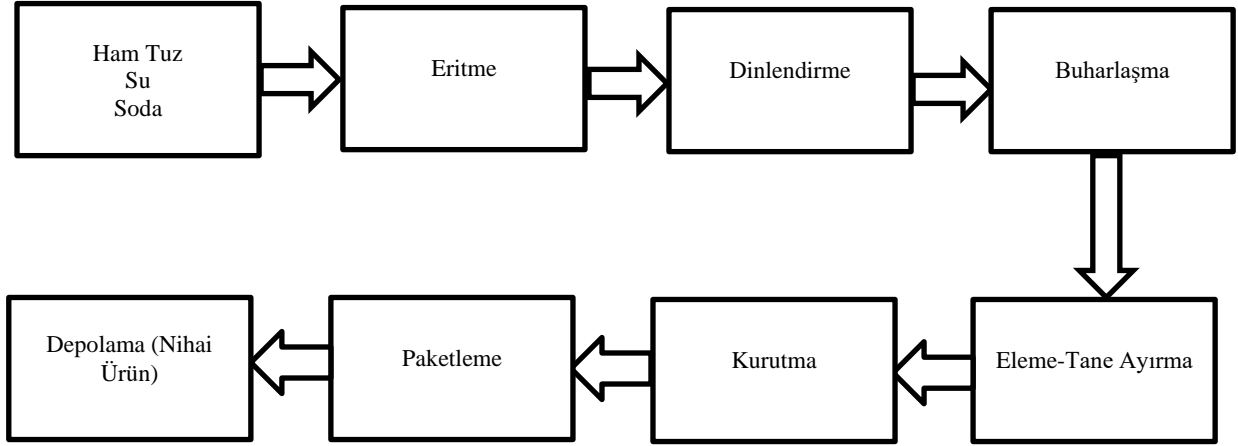 Ham Tuz
Su
Soda
Eritme
Dinlendirme
Buharlaşma
Eleme-Tane Ayırma
Kurutma
Paketleme
Depolama (Nihai
Ürün)